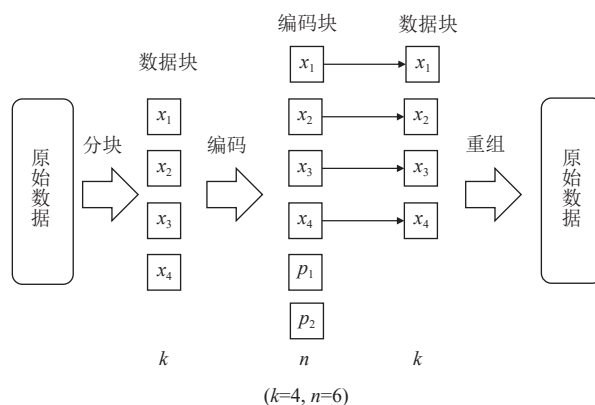 编码块 数据块
数据块
x₁ x₁
x₁ x₂ x₂
原始数据 分块 x₂ 编码 x₃ x₃ 重组 原始数据
x₃ x₄ x₄
x₄ p₁
p₂
k n k
(k=4, n=6)